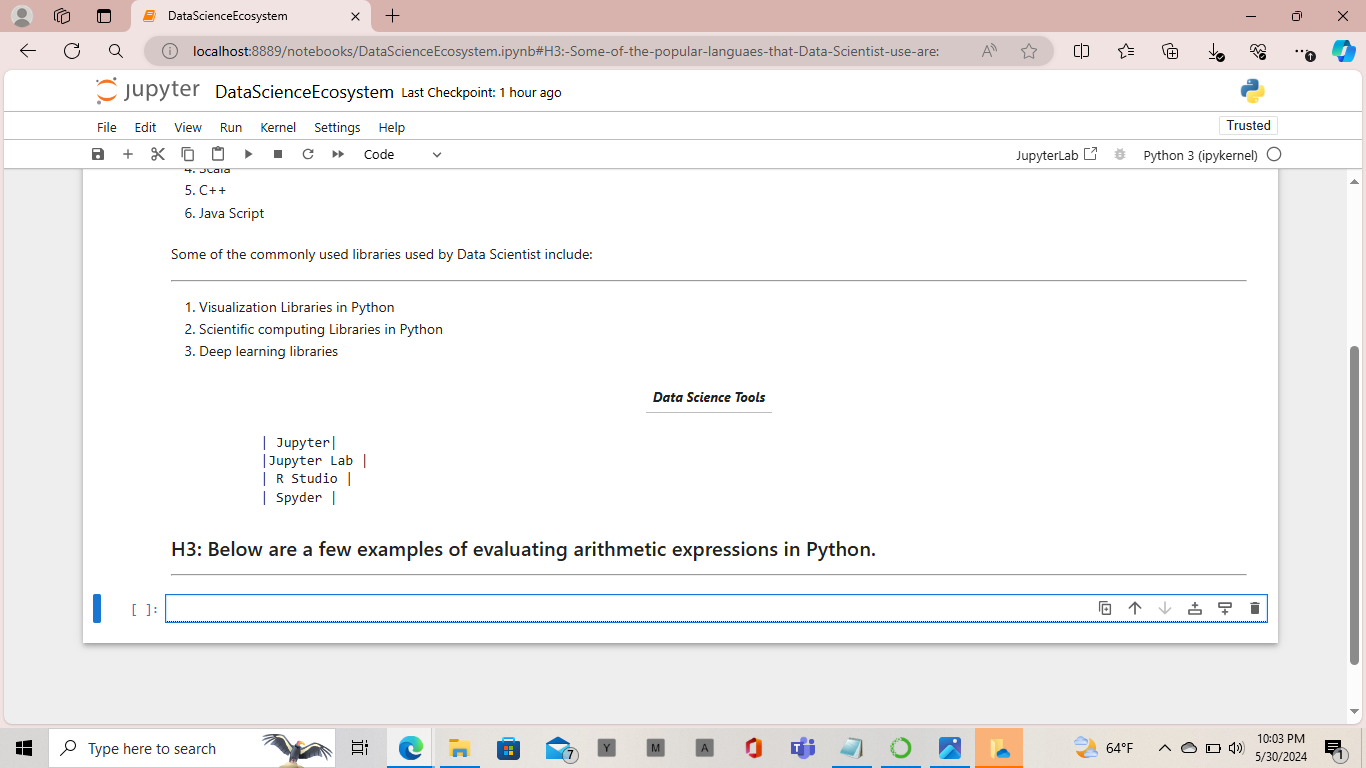 DataScienceEcosystem
localhost:8889/notebooks/DataScienceEcosystem.ipynb#H3:-Some-of-the-popular-languaes-that-Data-Scientist-use-are:
jupyter DataScienceEcosystem Last Checkpoint: 1 hour ago
File Edit View Run Kernel Settings Help
Trusted
Code
JupyterLab Python 3 (ipykernel)
4. Scala
5. C++
6. Java Script
Some of the commonly used libraries used by Data Scientist include:
1. Visualization Libraries in Python
2. Scientific computing Libraries in Python
3. Deep learning libraries
Data Science Tools
| Jupyter|
|Jupyter Lab |
| R Studio |
| Spyder |
H3: Below are a few examples of evaluating arithmetic expressions in Python.
[ ]:
Type here to search
7
Y
M
A
64°F
10:03 PM
5/30/2024
1